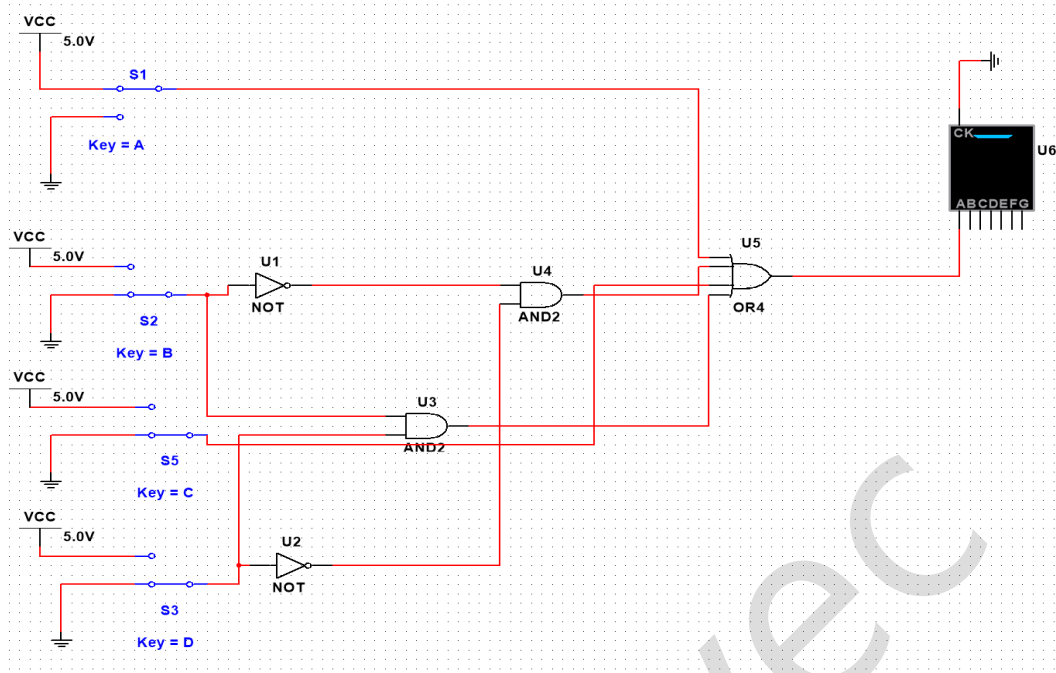 VCC
5.0V
S1
Key = A
CK
U6
ABCDEFG
VCC
5.0V
U1
NOT
S2
Key = B
U4
AND2
U5
OR4
VCC
5.0V
U3
AND2
S5
Key = C
VCC
5.0V
U2
NOT
S3
Key = D